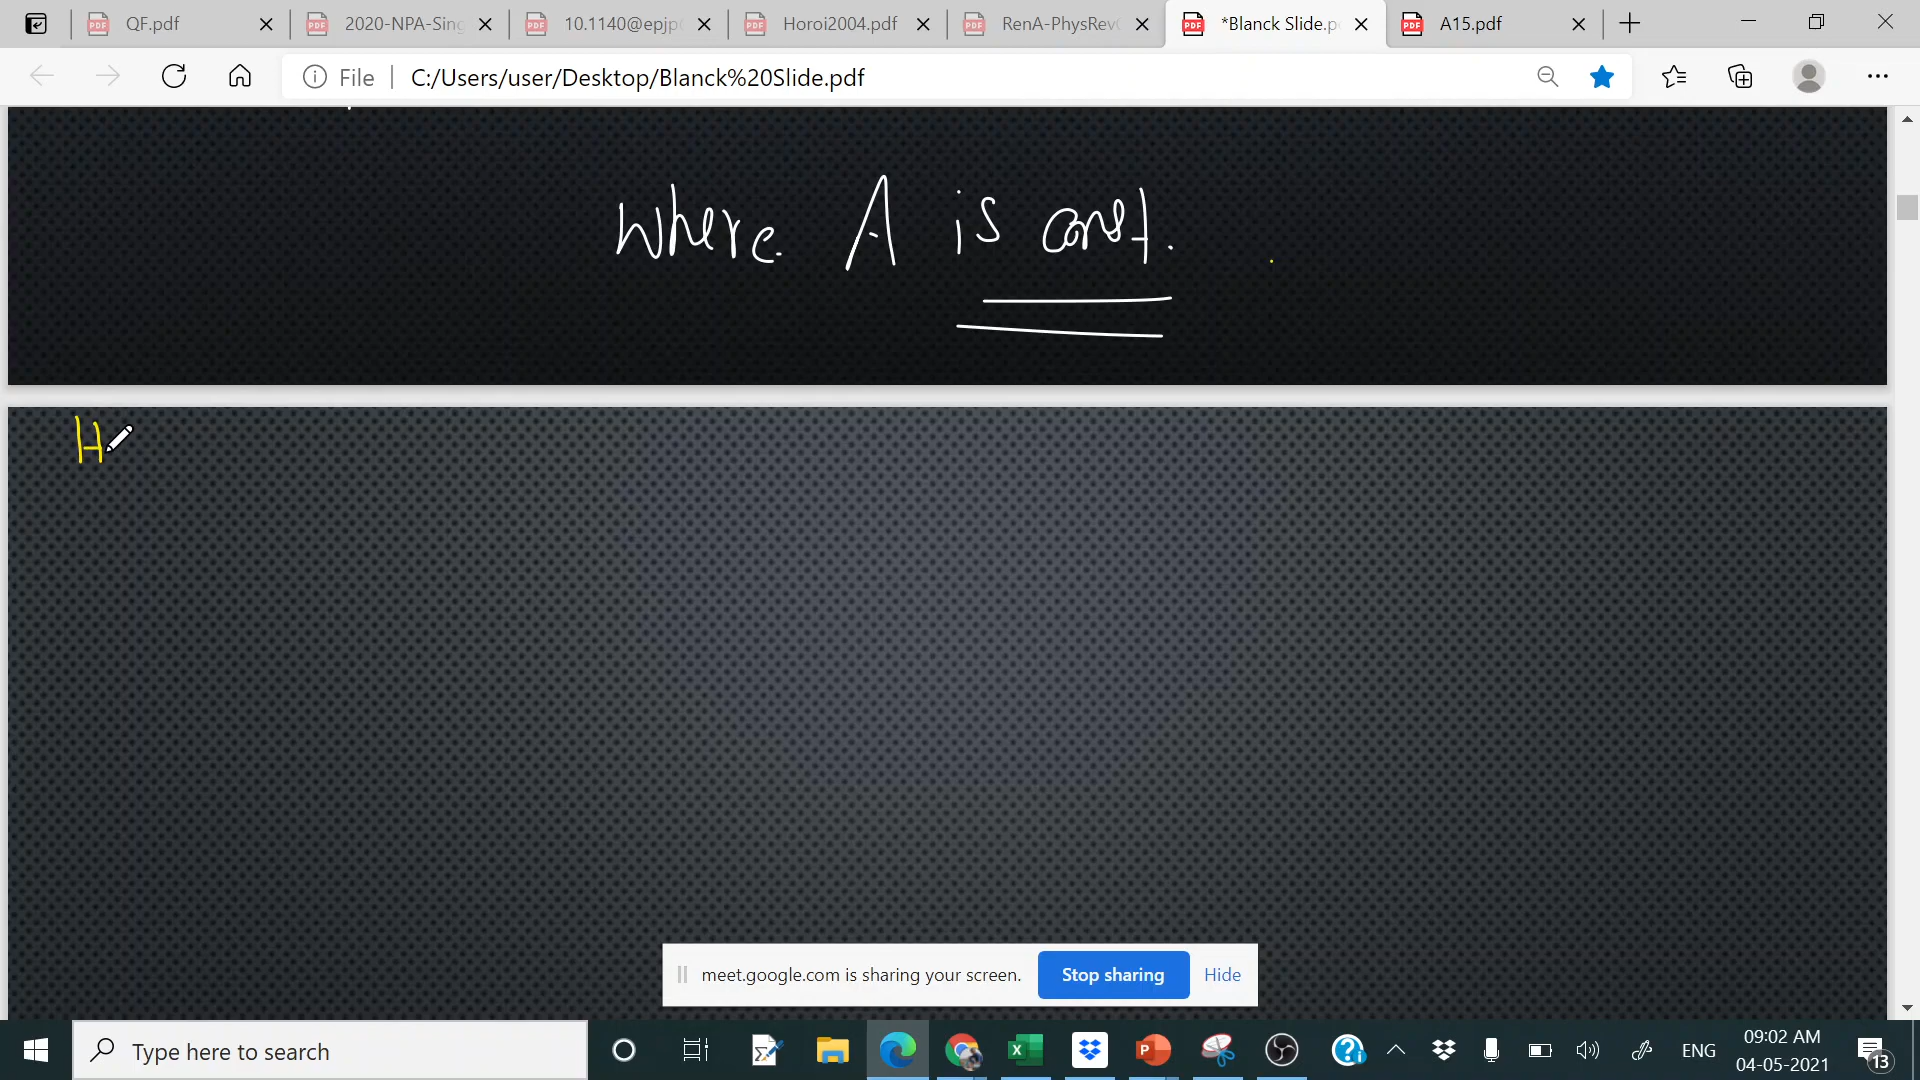 QF.pdf
2020-NPA-Sing
10.1140@epjp
Horoi2004.pdf
RenA-PhysRevC
*Blanck Slide.p
A15.pdf
File
C:/Users/user/Desktop/Blanck%20Slide.pdf
where A is const.
H
meet.google.com is sharing your screen.
Stop sharing
Hide
Type here to search
ENG
09:02 AM
04-05-2021
13